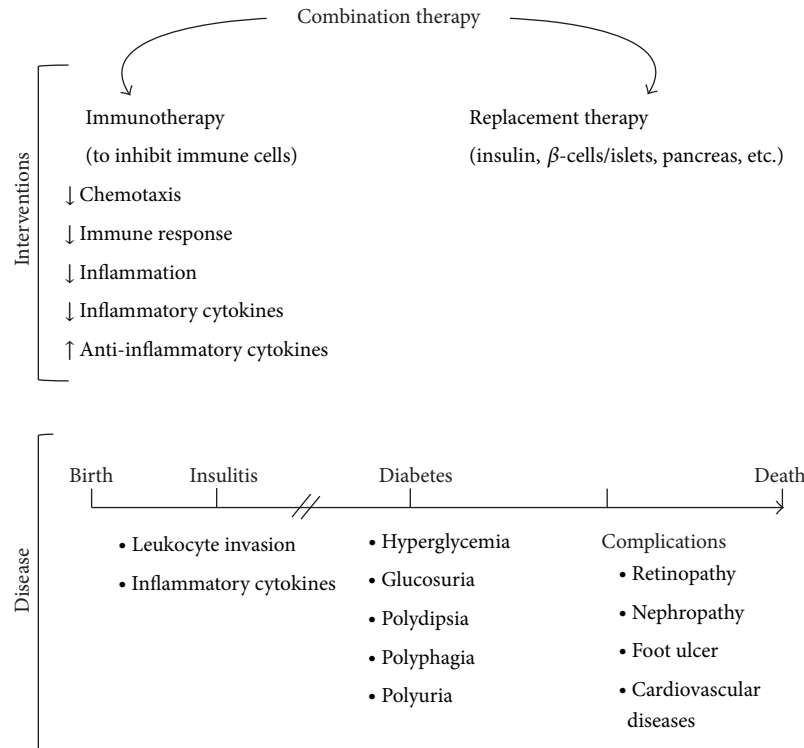 Combination therapy
Interventions
Immunotherapy
(to inhibit immune cells)
↓ Chemotaxis
↓ Immune response
↓ Inflammation
↓ Inflammatory cytokines
↑ Anti-inflammatory cytokines
Replacement therapy
(insulin, β-cells/islets, pancreas, etc.)
Disease
Birth
Insulitis
• Leukocyte invasion
• Inflammatory cytokines
Diabetes
• Hyperglycemia
• Glucosuria
• Polydipsia
• Polyphagia
• Polyuria
Death
Complications
• Retinopathy
• Nephropathy
• Foot ulcer
• Cardiovascular
diseases